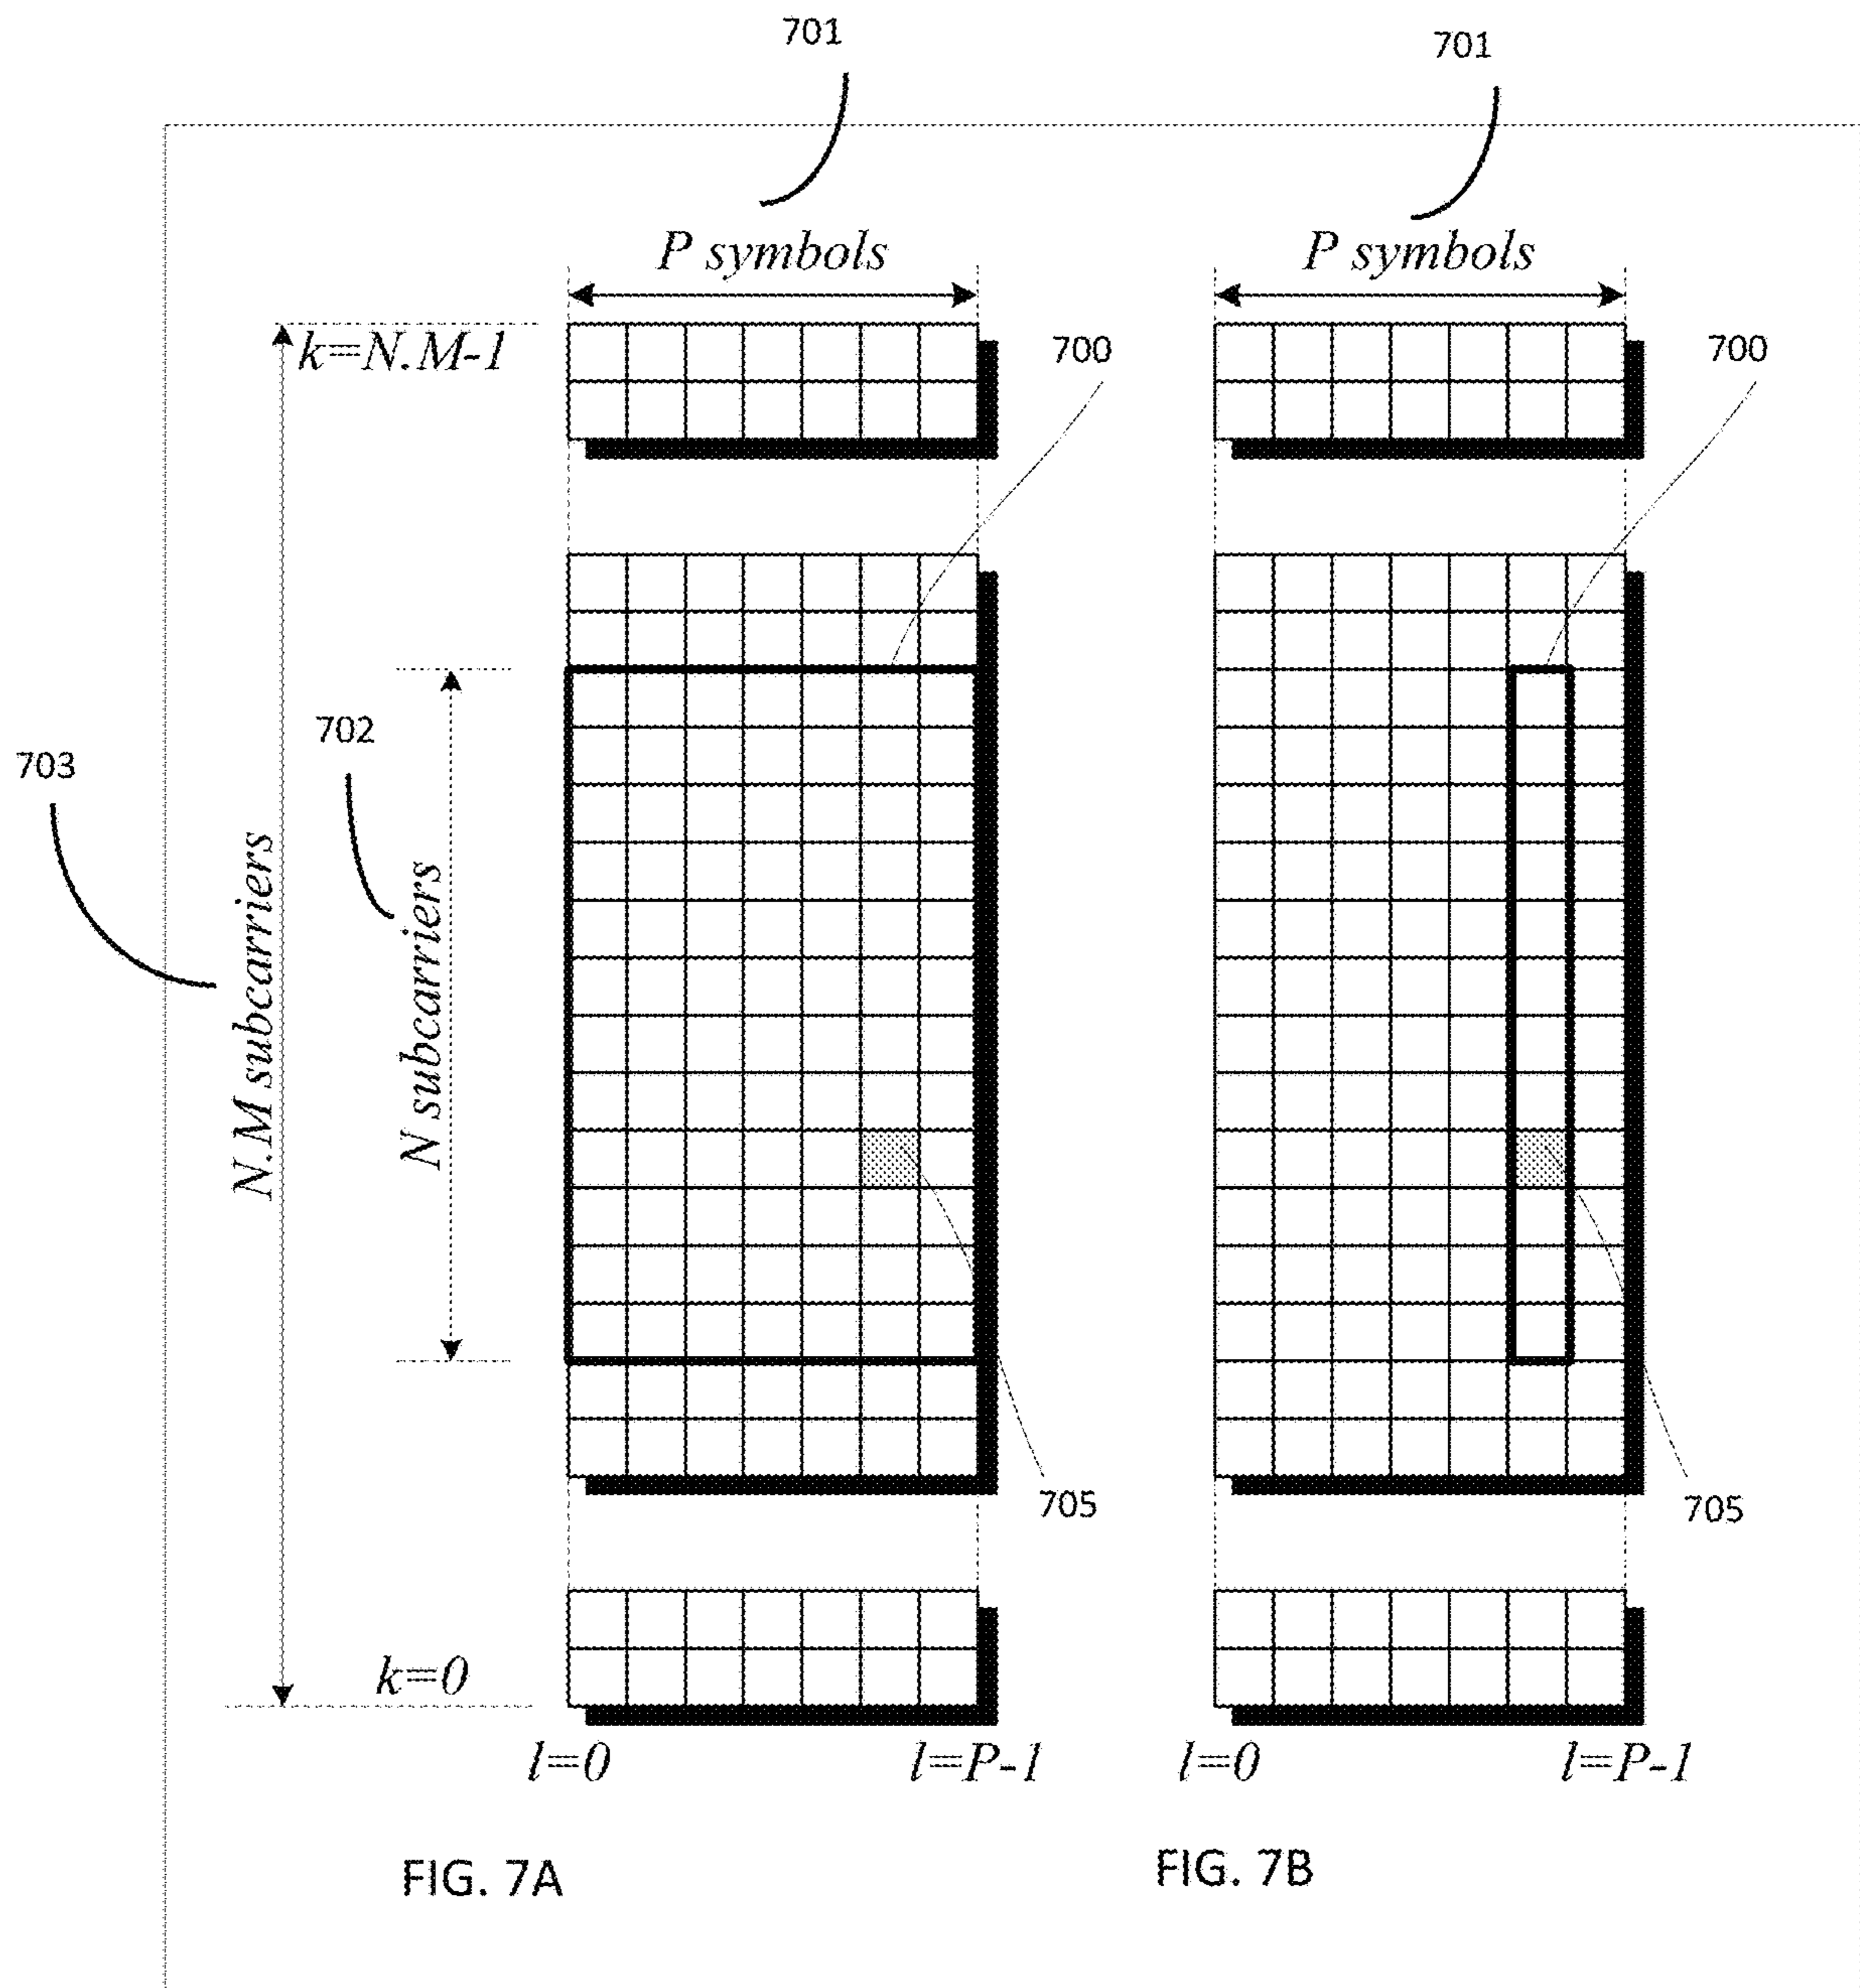 701
701
P symbols
P symbols
k=N.M-1
700
700
702
703
N.M subcarriers
N subcarriers
705
705
k=0
l=0
l=P-1
l=0
l=P-1
FIG. 7A
FIG. 7B